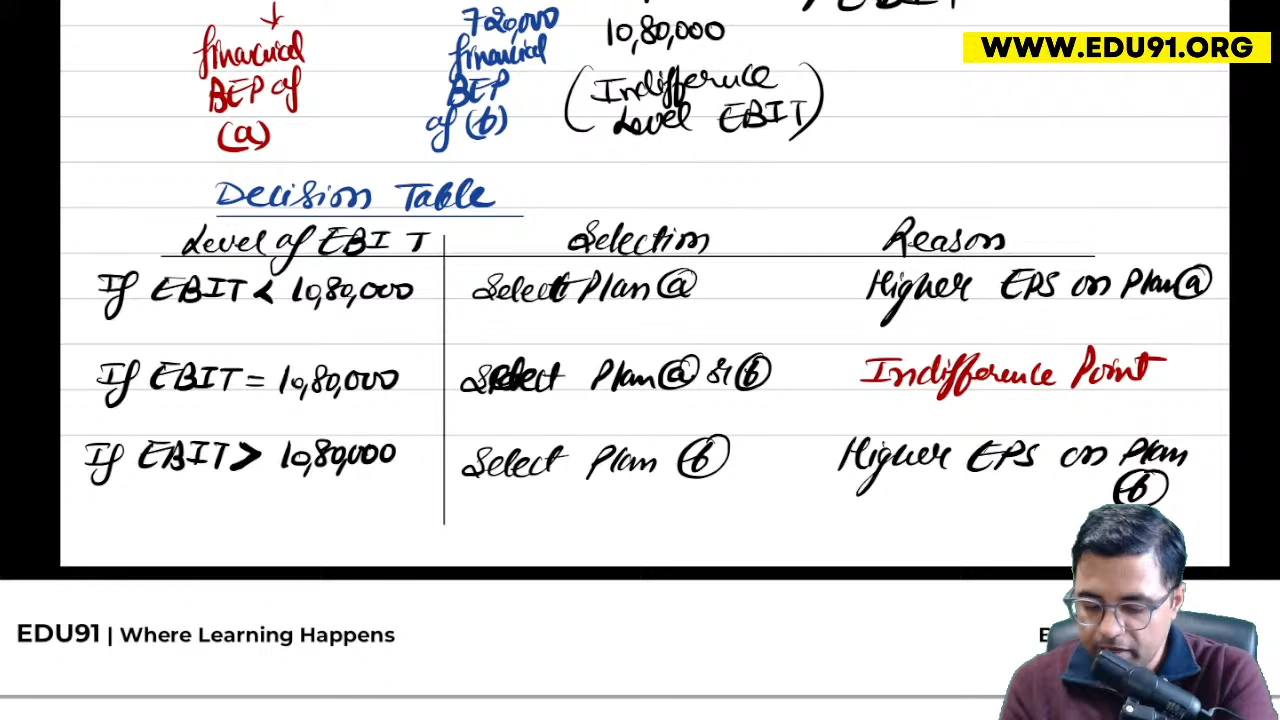 WWW.EDU91.ORG
financial
BEP of
(a)
720,000
financial
BEP
of (b)
10,80,000
(Indifference
Level EBIT)
Decision Table
Level of EBIT Selection Reason
If EBIT < 10,80,000 Select Plan (a) Higher EPS on Plan (a)
If EBIT = 10,80,000 Select Plan (a) or (b) Indifference Point
If EBIT > 10,80,000 Select Plan (b) Higher EPS on Plan
(b)
EDU91 | Where Learning Happens